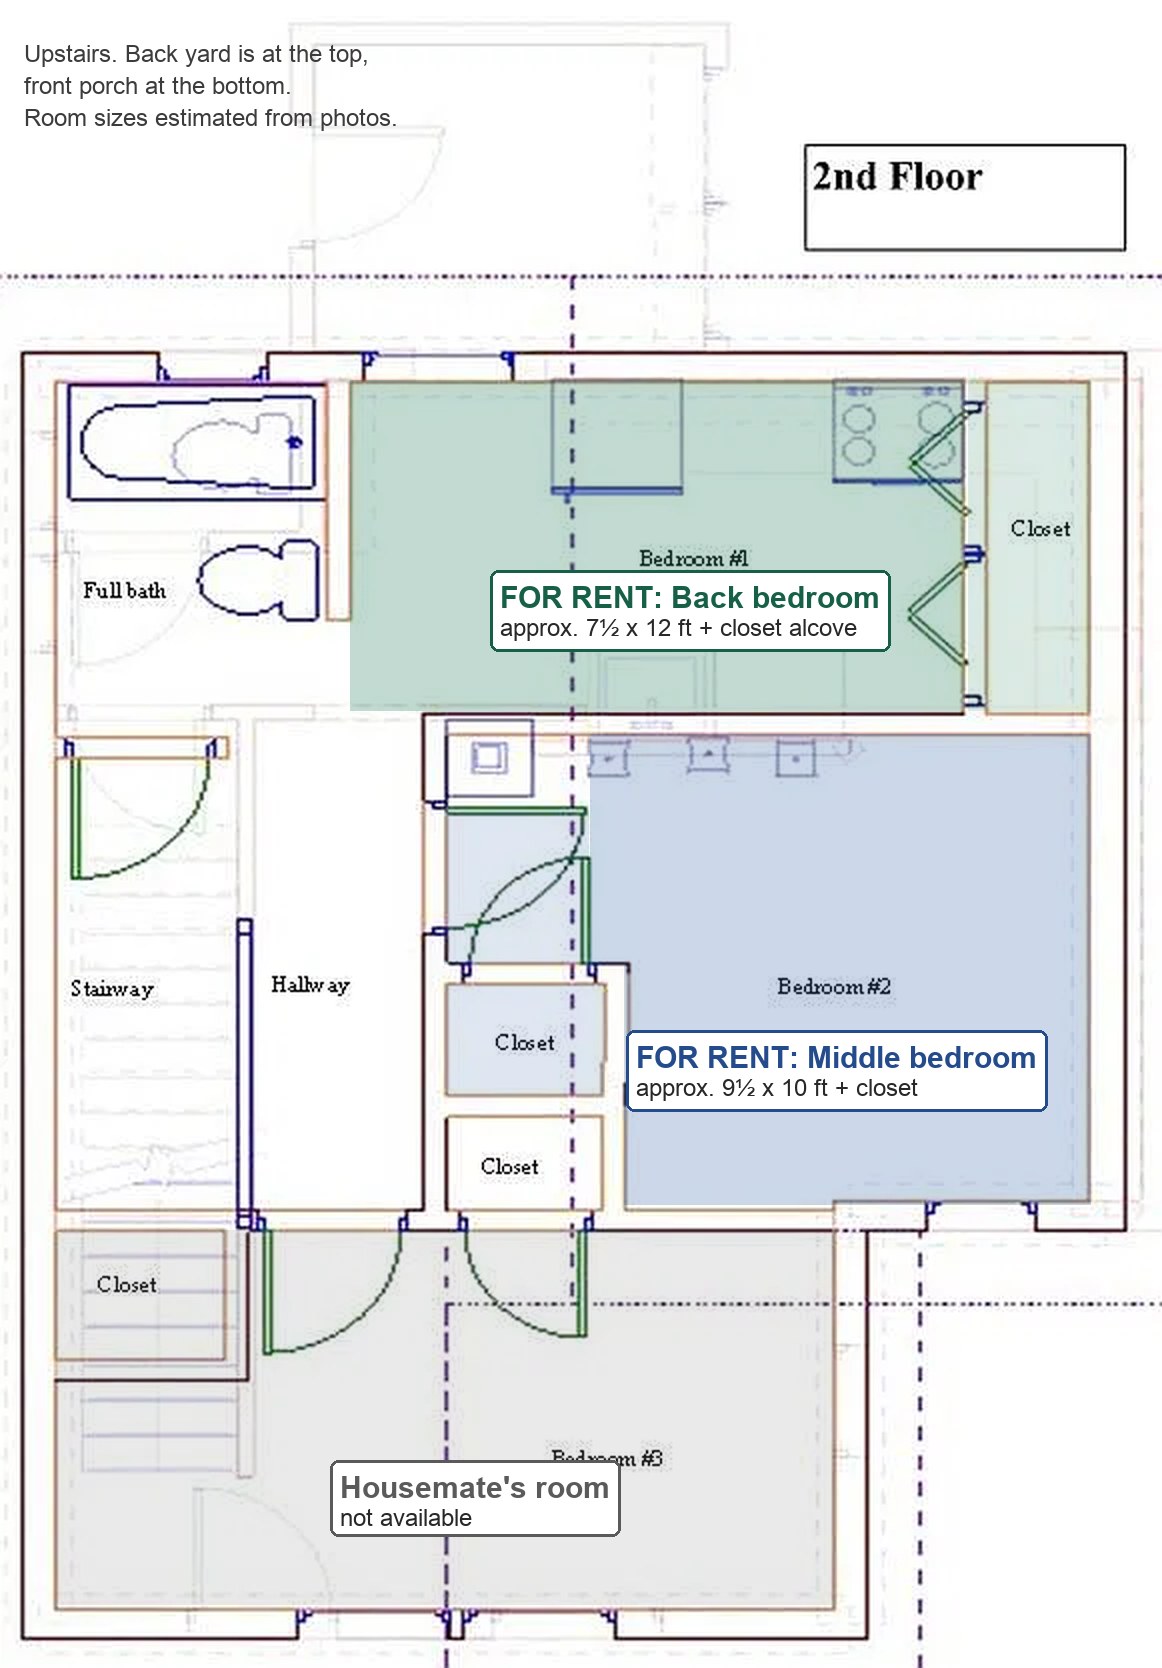 Upstairs. Back yard is at the top,
front porch at the bottom.
Room sizes estimated from photos.
2nd Floor
Bedroom #1
Closet
Full bath
FOR RENT: Back bedroom
approx. 7½ x 12 ft + closet alcove
Stairway
Hallway
Bedroom #2
Closet
FOR RENT: Middle bedroom
approx. 9½ x 10 ft + closet
Closet
Closet
Bedroom #3
Housemate's room
not available